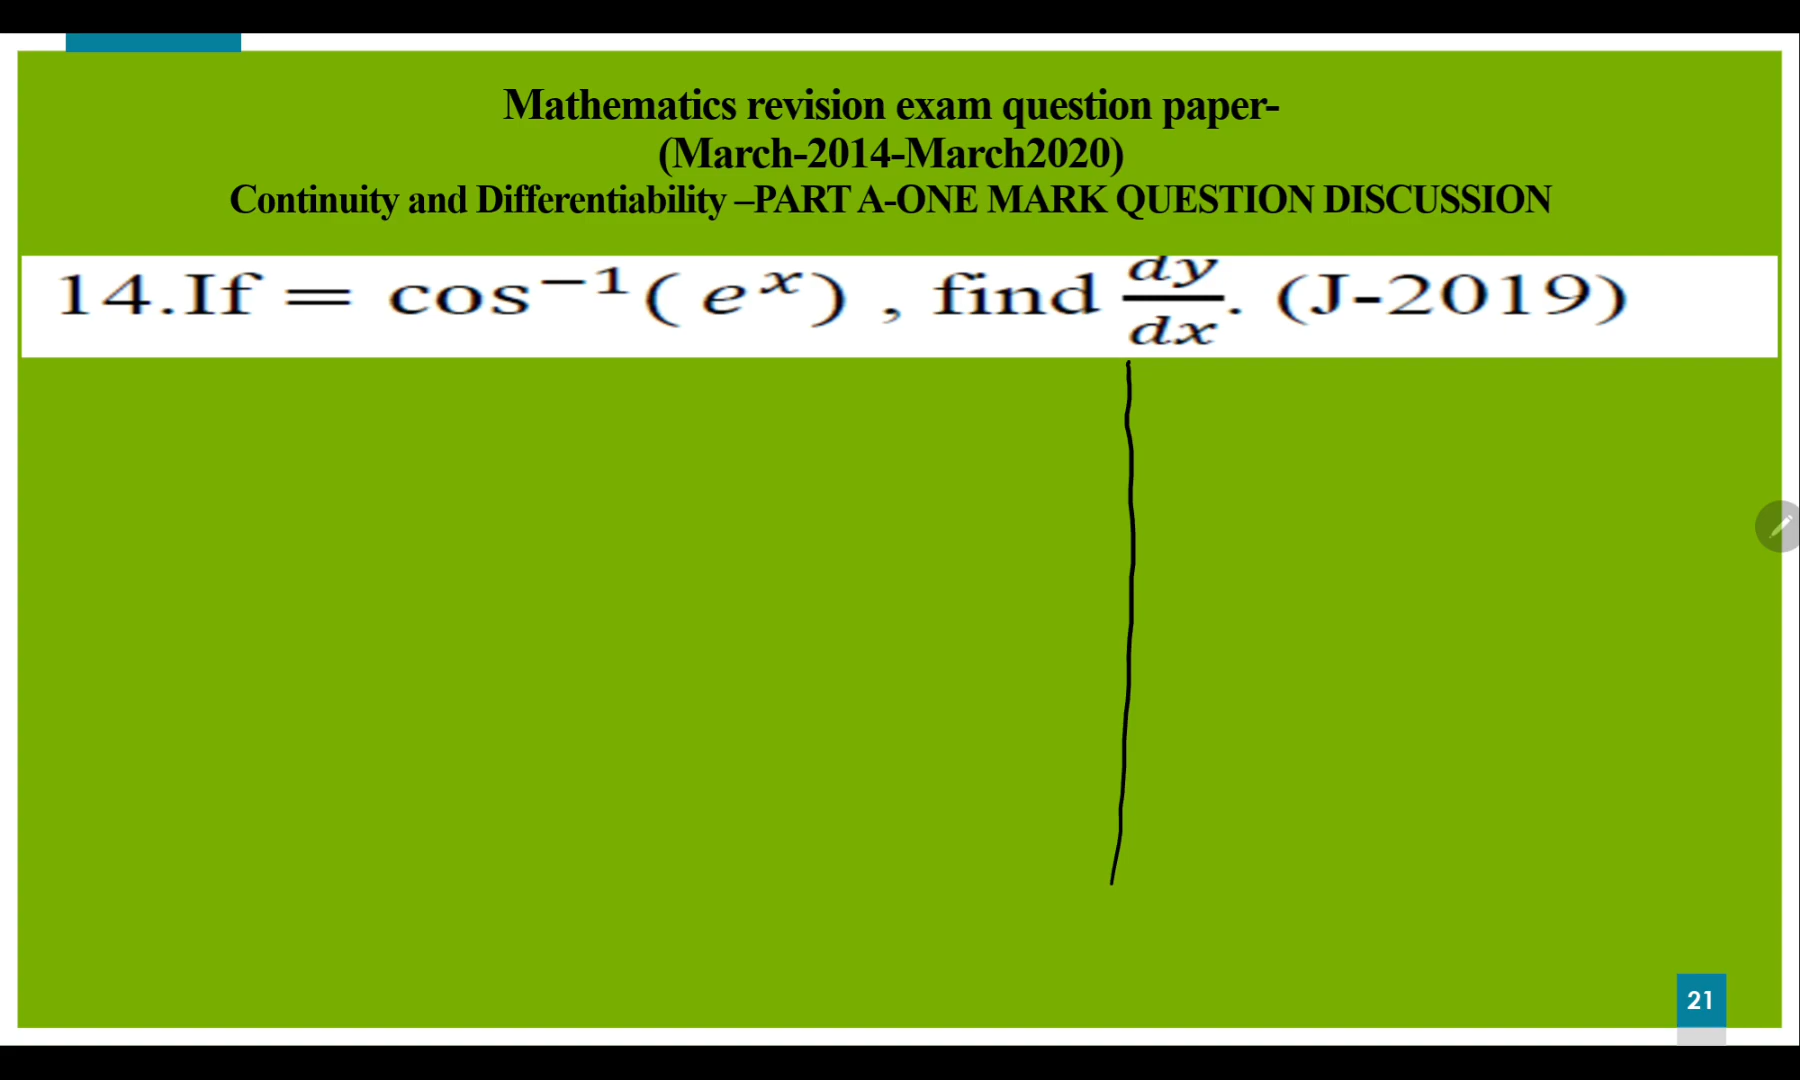 Mathematics revision exam question paper-
(March-2014-March2020)
Continuity and Differentiability –PART A-ONE MARK QUESTION DISCUSSION
14.If = cos⁻¹( eˣ) , find dy/dx. (J-2019)
21